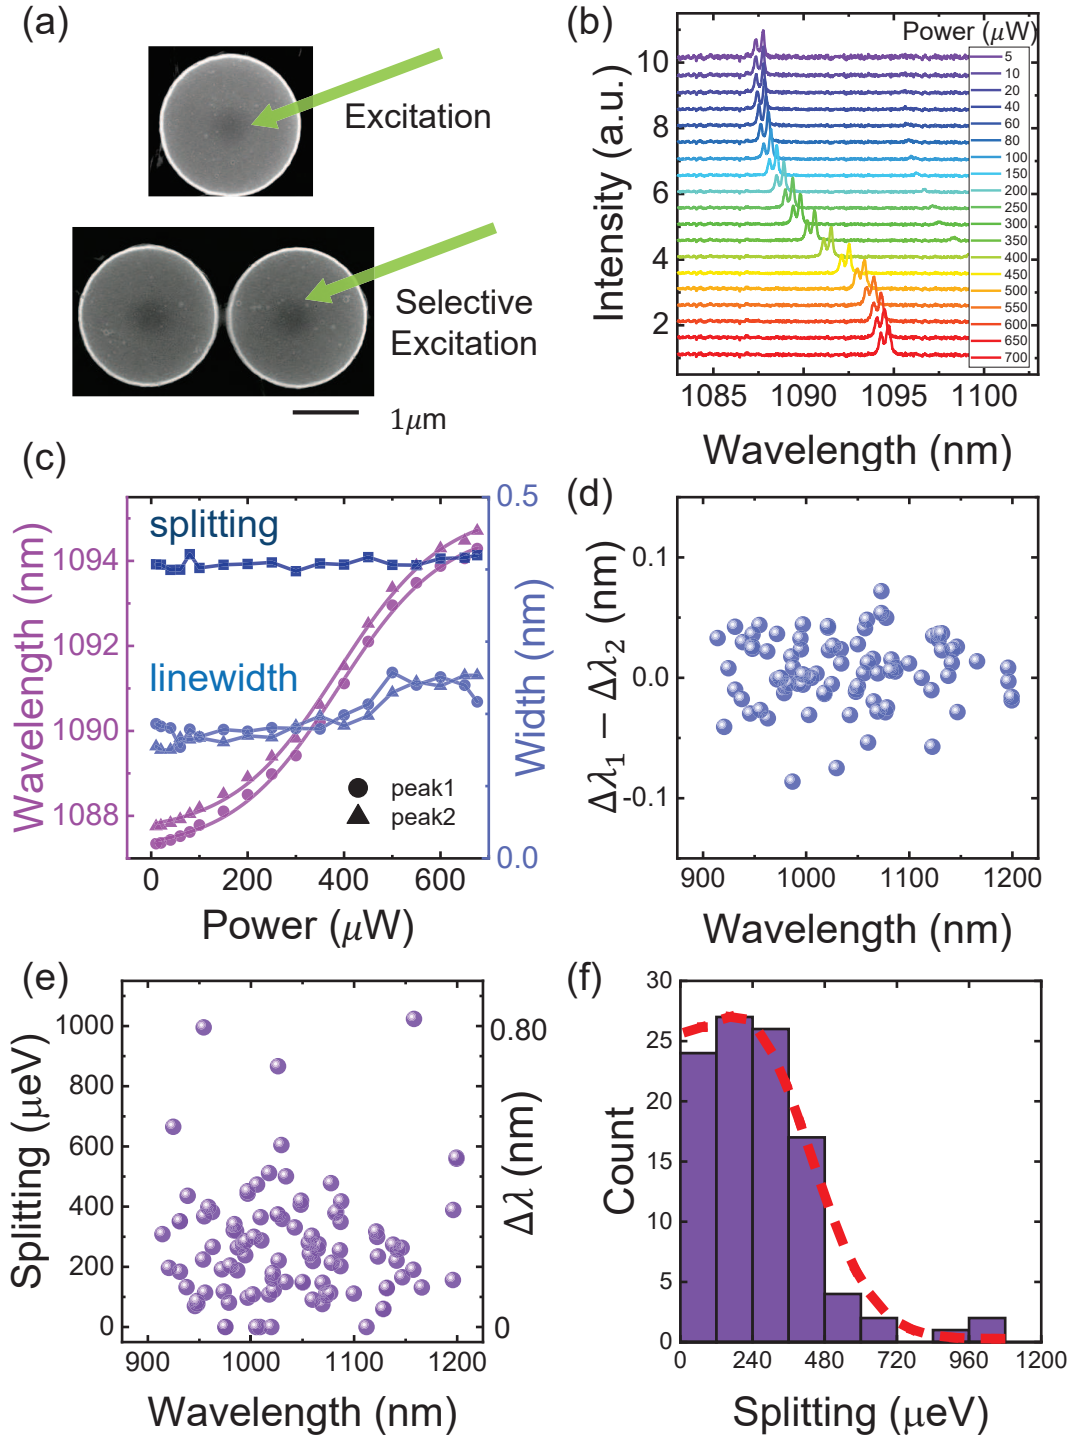 (a)
Excitation
Selective
Excitation
1μm
(b)
Power (μW)
5
10
20
40
60
80
100
150
200
250
300
350
400
450
500
550
600
650
700
Intensity (a.u.)
10
8
6
4
2
1085 1090 1095 1100
Wavelength (nm)
(c)
splitting
linewidth
peak1
peak2
Wavelength (nm)
1094
1092
1090
1088
Width (nm)
0.5
0.0
0 200 400 600
Power (μW)
(d)
Δλ₁ − Δλ₂ (nm)
0.1
0.0
-0.1
900 1000 1100 1200
Wavelength (nm)
(e)
Splitting (μeV)
1000
800
600
400
200
0
Δλ (nm)
0.80
0
900 1000 1100 1200
Wavelength (nm)
(f)
Count
30
25
20
15
10
5
0
0 240 480 720 960 1200
Splitting (μeV)